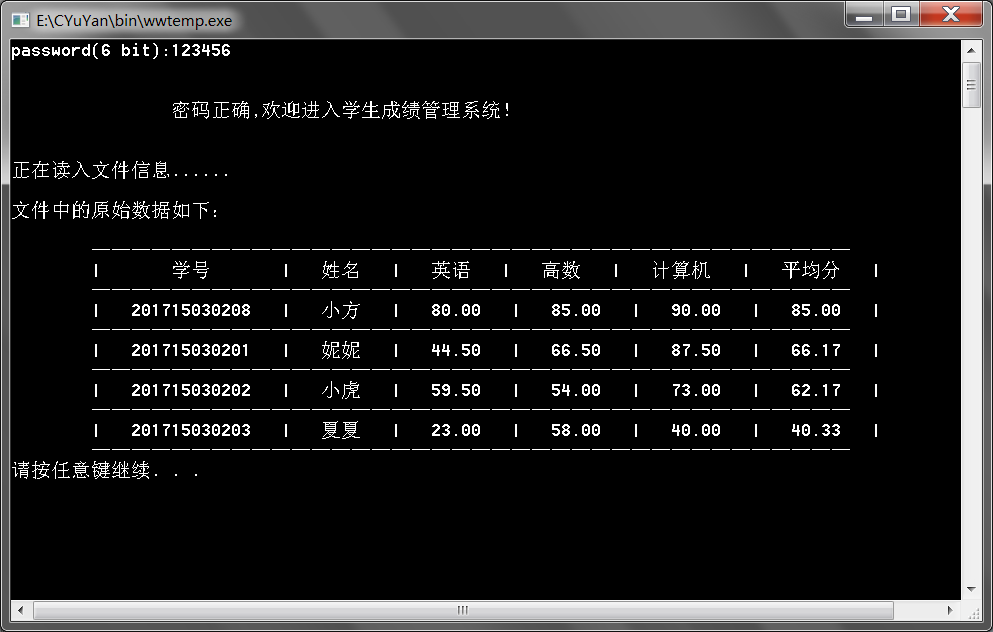 E:\CYuYan\bin\wwtemp.exe
password(6 bit):123456
密码正确,欢迎进入学生成绩管理系统!
正在读入文件信息......
文件中的原始数据如下:
| 学号 | 姓名 | 英语 | 高数 | 计算机 | 平均分 |
| 201715030208 | 小方 | 80.00 | 85.00 | 90.00 | 85.00 |
| 201715030201 | 妮妮 | 44.50 | 66.50 | 87.50 | 66.17 |
| 201715030202 | 小虎 | 59.50 | 54.00 | 73.00 | 62.17 |
| 201715030203 | 夏夏 | 23.00 | 58.00 | 40.00 | 40.33 |
请按任意键继续. . .